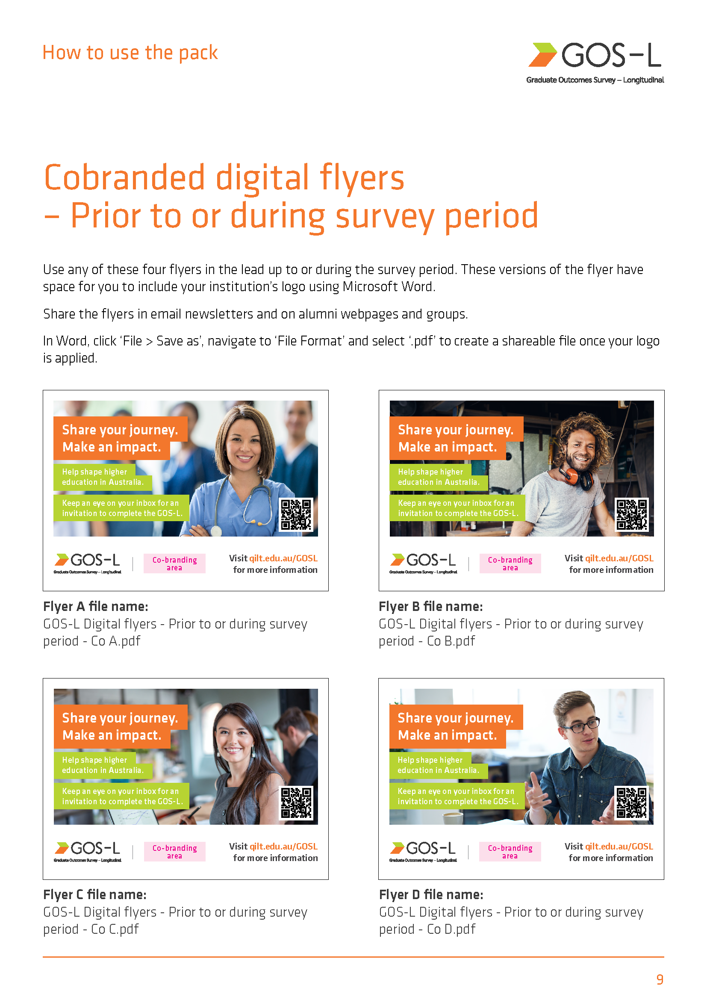 How to use the pack
GOS-L
Graduate Outcomes Survey – Longitudinal
Cobranded digital flyers
– Prior to or during survey period
Use any of these four flyers in the lead up to or during the survey period. These versions of the flyer have
space for you to include your institution’s logo using Microsoft Word.
Share the flyers in email newsletters and on alumni webpages and groups.
In Word, click ‘File > Save as’, navigate to ‘File Format’ and select ‘.pdf’ to create a shareable file once your logo
is applied.
Share your journey.
Make an impact.
Help shape higher
education in Australia.
Keep an eye on your inbox for an
invitation to complete the GOS-L.
GOS-L
Graduate Outcomes Survey – Longitudinal
Co-branding
area
Visit qilt.edu.au/GOSL
for more information
Flyer A file name:
GOS-L Digital flyers - Prior to or during survey
period - Co A.pdf
Share your journey.
Make an impact.
Help shape higher
education in Australia.
Keep an eye on your inbox for an
invitation to complete the GOS-L.
GOS-L
Graduate Outcomes Survey – Longitudinal
Co-branding
area
Visit qilt.edu.au/GOSL
for more information
Flyer B file name:
GOS-L Digital flyers - Prior to or during survey
period - Co B.pdf
Share your journey.
Make an impact.
Help shape higher
education in Australia.
Keep an eye on your inbox for an
invitation to complete the GOS-L.
GOS-L
Graduate Outcomes Survey – Longitudinal
Co-branding
area
Visit qilt.edu.au/GOSL
for more information
Flyer C file name:
GOS-L Digital flyers - Prior to or during survey
period - Co C.pdf
Share your journey.
Make an impact.
Help shape higher
education in Australia.
Keep an eye on your inbox for an
invitation to complete the GOS-L.
GOS-L
Graduate Outcomes Survey – Longitudinal
Co-branding
area
Visit qilt.edu.au/GOSL
for more information
Flyer D file name:
GOS-L Digital flyers - Prior to or during survey
period - Co D.pdf
9